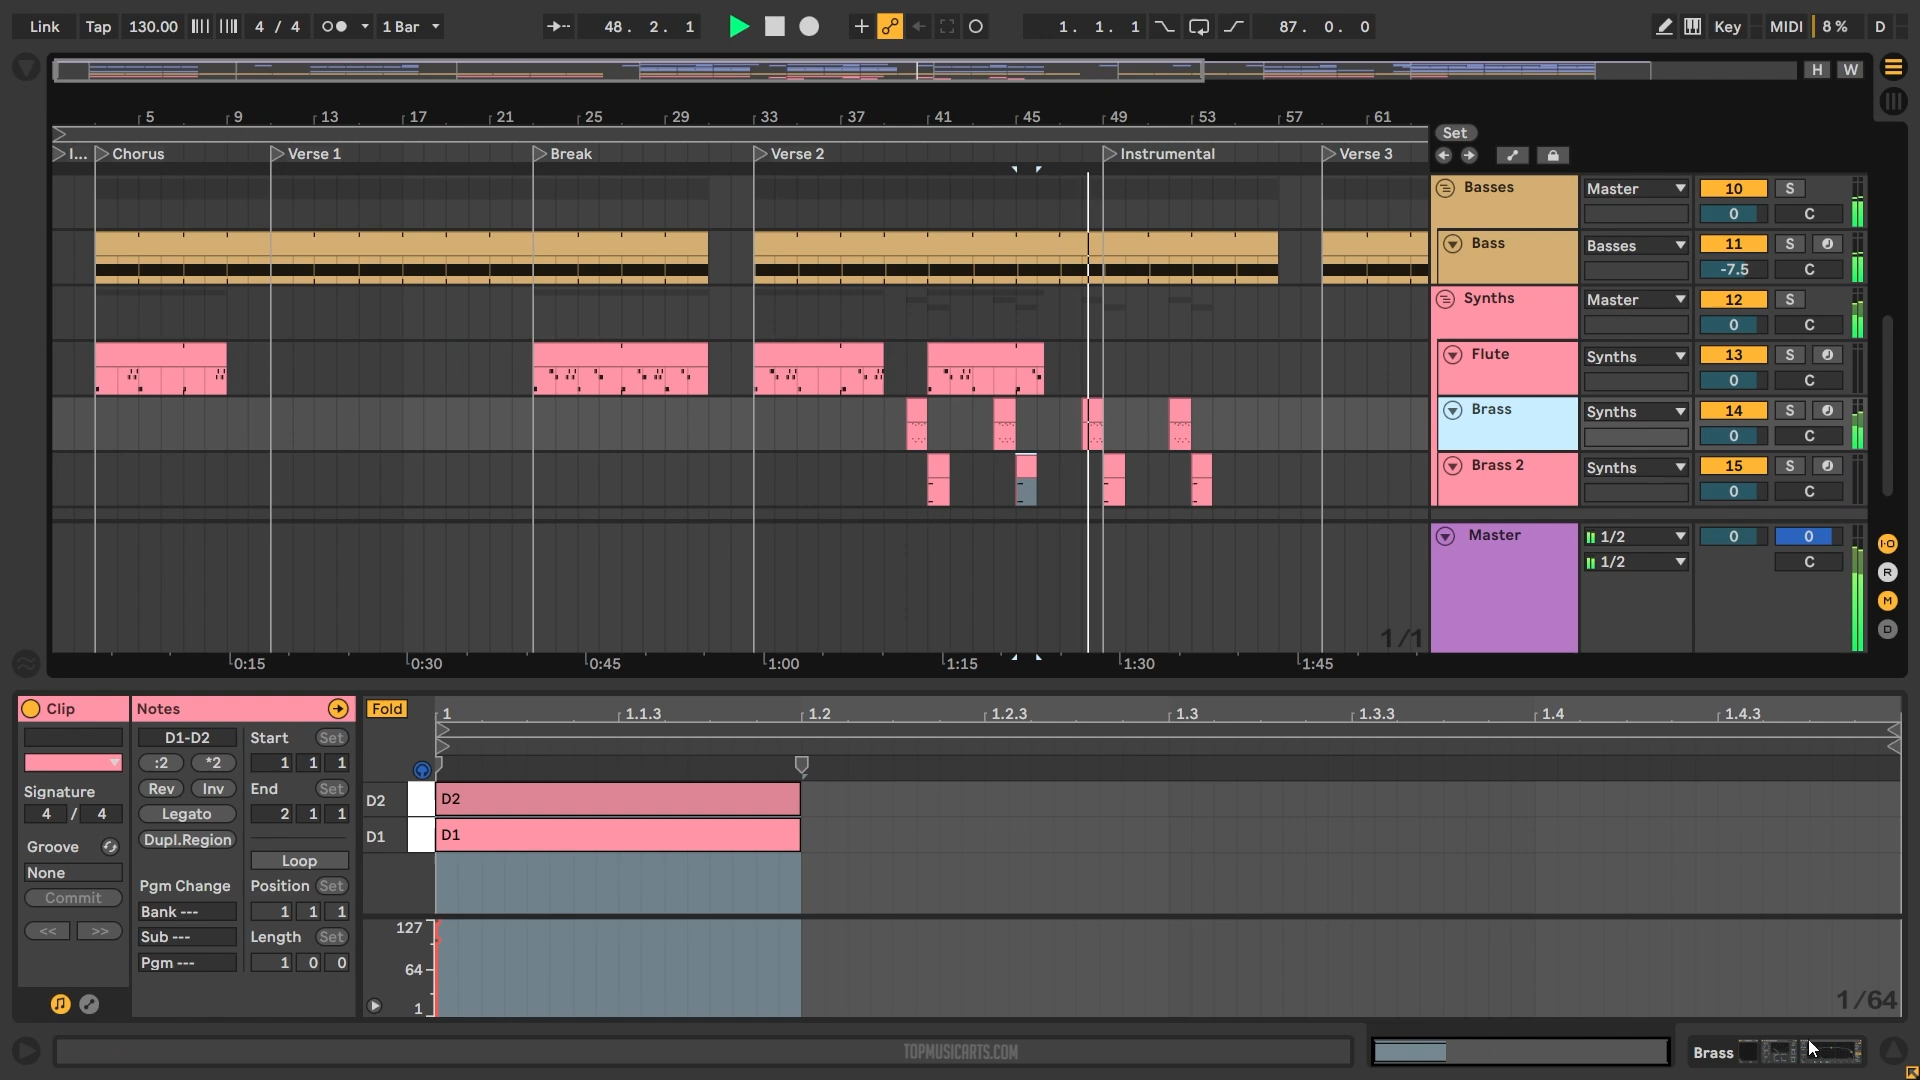 Link Tap 130.00 4 / 4 1 Bar 48. 2. 1 1. 1. 1 87. 0. 0 Key MIDI 8 % D
H W
5 9 13 17 21 25 29 33 37 41 45 49 53 57 61
Set
I... Chorus Verse 1 Break Verse 2 Instrumental Verse 3
Basses Master 10 S
0 C
Bass Basses 11 S
-7.5 C
Synths Master 12 S
0 C
Flute Synths 13 S
0 C
Brass Synths 14 S
0 C
Brass 2 Synths 15 S
0 C
Master 1/2 0 0
1/2 C
I·O
R
M
D
1/1
0:15 0:30 0:45 1:00 1:15 1:30 1:45
Clip Notes Fold 1 1.1.3 1.2 1.2.3 1.3 1.3.3 1.4 1.4.3
D1-D2 Start Set
:2 *2 1 1 1
Signature Rev Inv End Set
4 / 4 Legato 2 1 1
Groove Dupl.Region
None Loop
Commit Pgm Change Position Set
<< >> Bank --- 1 1 1
Sub --- Length Set
Pgm --- 1 0 0
D2 D2
D1 D1
127
64
1
1/64
TOPMUSICARTS.COM
Brass